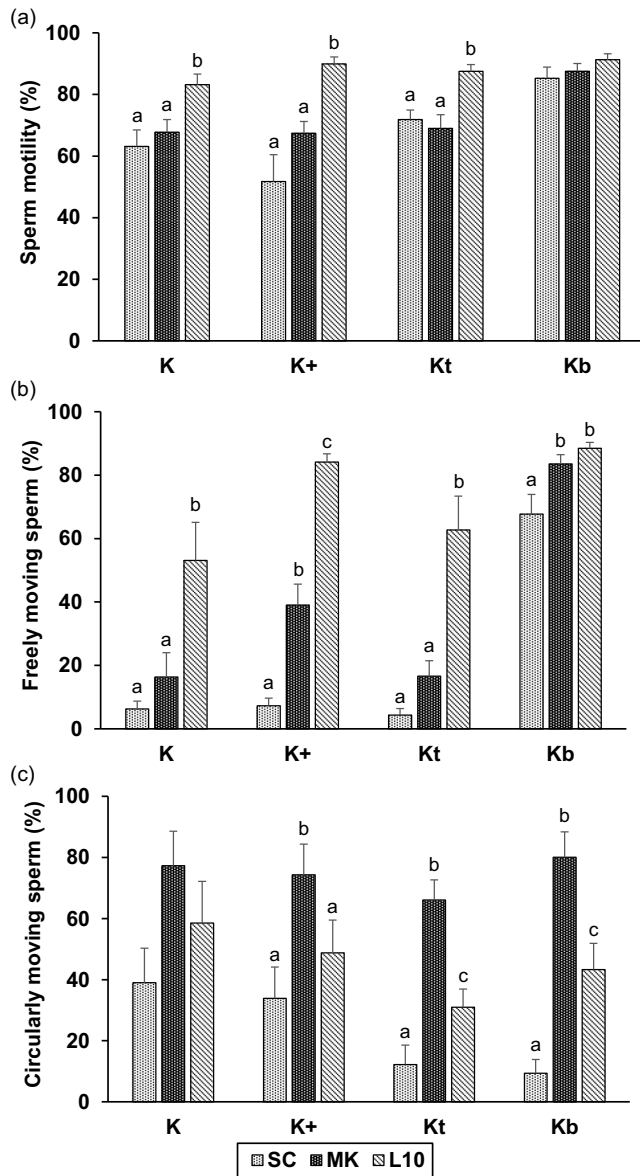 (a)
Sperm motility (%)
100
80
60
40
20
0
a a b
a a b
a a b
K K+ Kt Kb
(b)
Freely moving sperm (%)
100
80
60
40
20
0
a a b
a b c
a a b
a b b
K K+ Kt Kb
(c)
Circularly moving sperm (%)
100
80
60
40
20
0
a b a
a b c
a b c
K K+ Kt Kb
SC MK L10